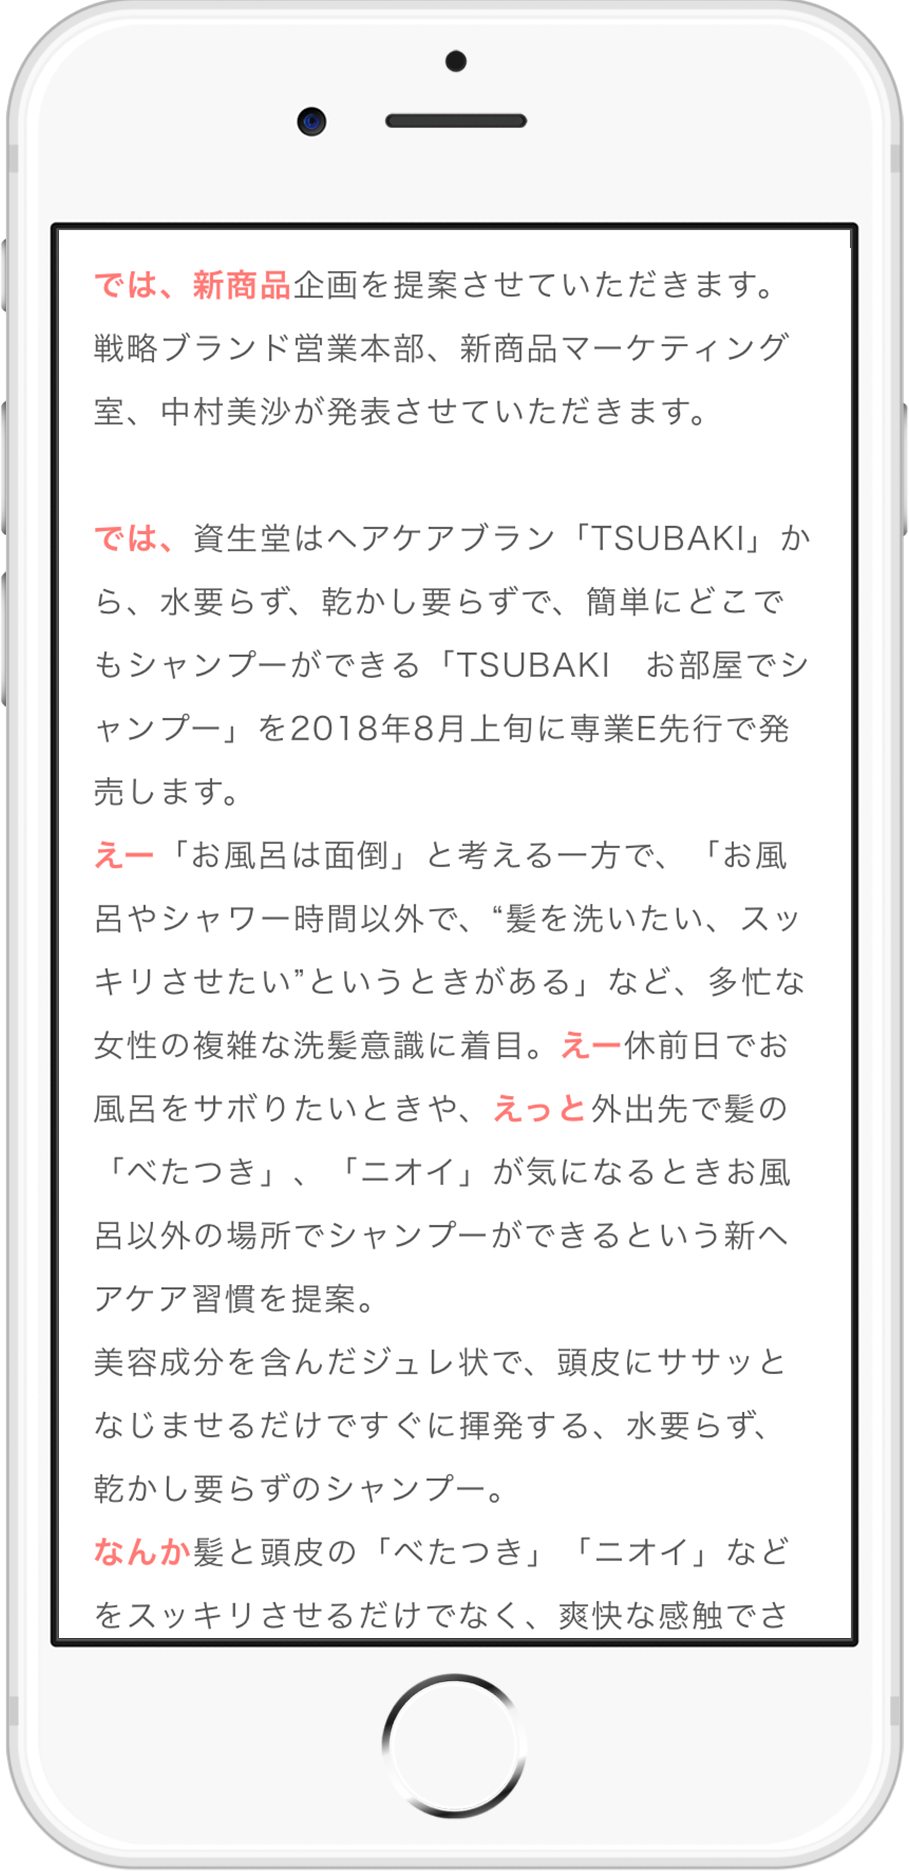 では、新商品企画を提案させていただきます。
戦略ブランド営業本部、新商品マーケティング
室、中村美沙が発表させていただきます。
では、資生堂はヘアケアブラン「TSUBAKI」か
ら、水要らず、乾かし要らずで、簡単にどこで
もシャンプーができる「TSUBAKI　お部屋でシ
ャンプー」を2018年8月上旬に専業E先行で発
売します。
えー「お風呂は面倒」と考える一方で、「お風
呂やシャワー時間以外で、“髪を洗いたい、スッ
キリさせたい”というときがある」など、多忙な
女性の複雑な洗髪意識に着目。えー休前日でお
風呂をサボりたいときや、えっと外出先で髪の
「べたつき」、「ニオイ」が気になるときお風
呂以外の場所でシャンプーができるという新ヘ
アケア習慣を提案。
美容成分を含んだジュレ状で、頭皮にササッと
なじませるだけですぐに揮発する、水要らず、
乾かし要らずのシャンプー。
なんか髪と頭皮の「べたつき」「ニオイ」など
をスッキリさせるだけでなく、爽快な感触でさ